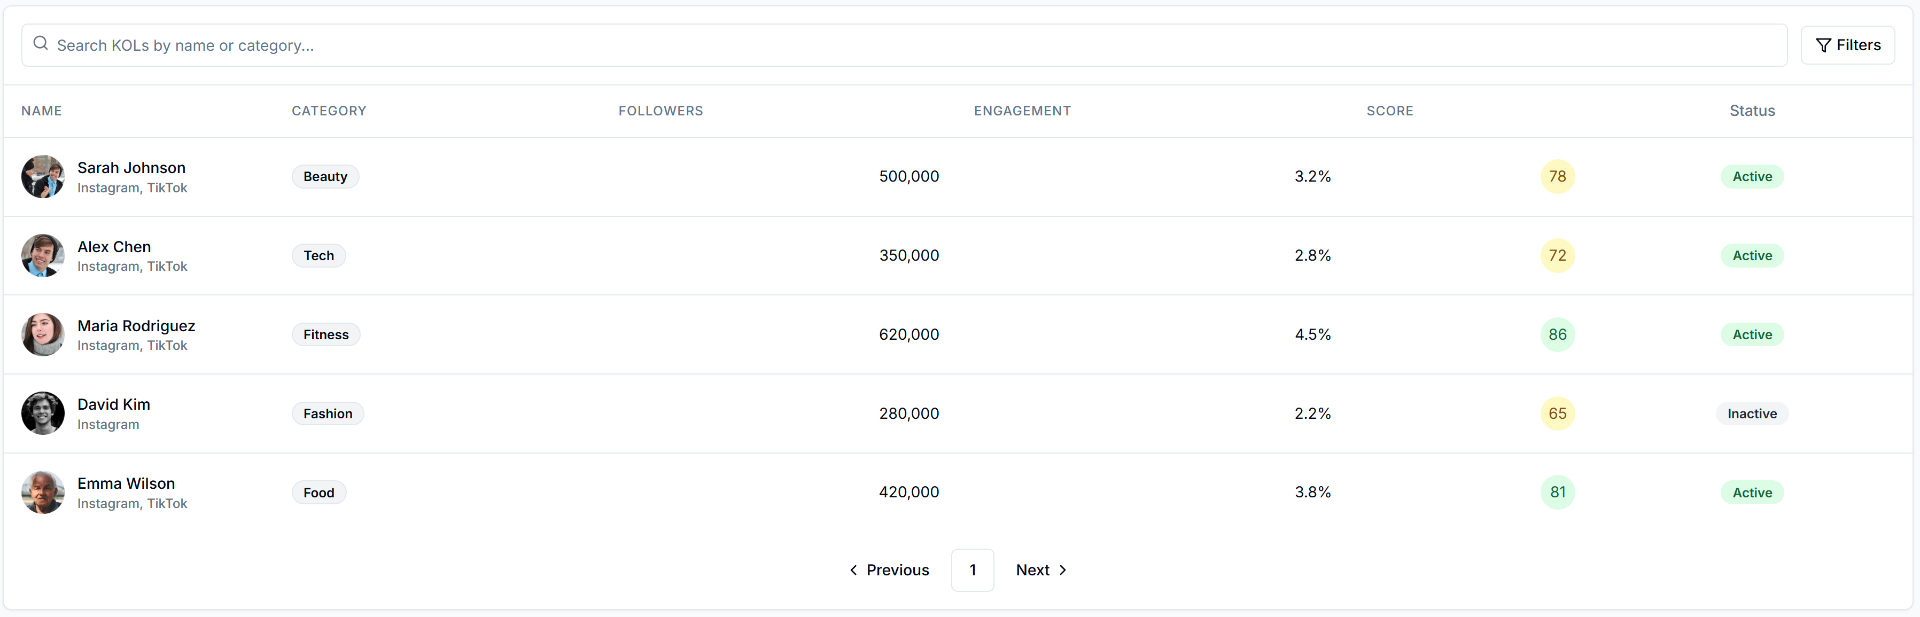 Search KOLs by name or category...
Filters
NAME CATEGORY FOLLOWERS ENGAGEMENT SCORE Status
Sarah Johnson
Instagram, TikTok
Beauty 500,000 3.2% 78 Active
Alex Chen
Instagram, TikTok
Tech 350,000 2.8% 72 Active
Maria Rodriguez
Instagram, TikTok
Fitness 620,000 4.5% 86 Active
David Kim
Instagram
Fashion 280,000 2.2% 65 Inactive
Emma Wilson
Instagram, TikTok
Food 420,000 3.8% 81 Active
Previous 1 Next